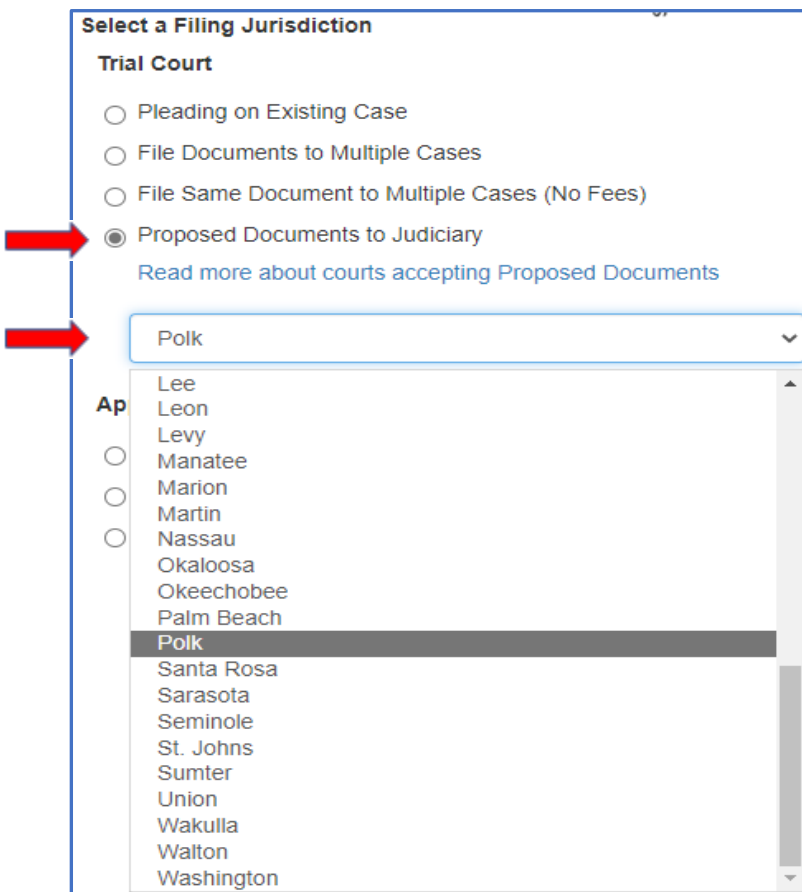 Select a Filing Jurisdiction
Trial Court
Pleading on Existing Case
File Documents to Multiple Cases
File Same Document to Multiple Cases (No Fees)
Proposed Documents to Judiciary
Read more about courts accepting Proposed Documents
Polk
Lee
Ap
Leon
Levy
Manatee
Marion
Martin
Nassau
Okaloosa
Okeechobee
Palm Beach
Polk
Santa Rosa
Sarasota
Seminole
St. Johns
Sumter
Union
Wakulla
Walton
Washington